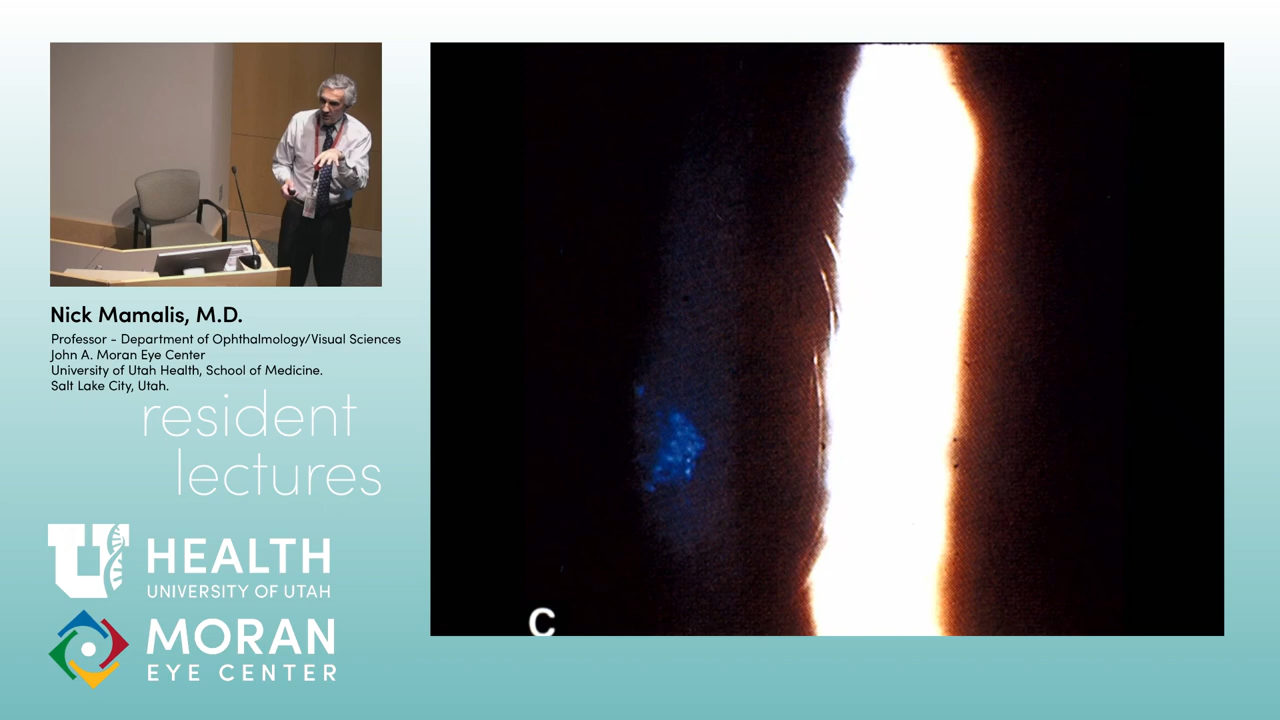 Nick Mamalis, M.D.
Professor - Department of Ophthalmology/Visual Sciences
John A. Moran Eye Center
University of Utah Health, School of Medicine.
Salt Lake City, Utah.
resident
lectures
U HEALTH
UNIVERSITY OF UTAH
MORAN
EYE CENTER
C